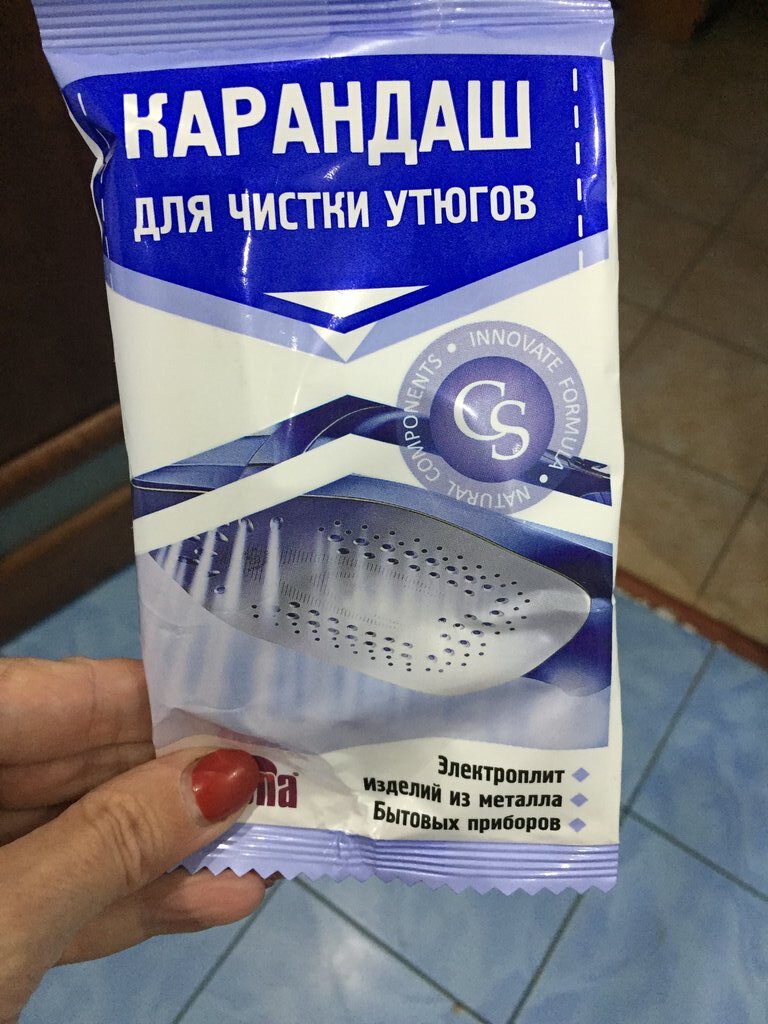 КАРАНДАШ
ДЛЯ ЧИСТКИ УТЮГОВ
INNOVATE FORMULA • NATURAL COMPONENTS •
CS
Электроплит
изделий из металла
Бытовых приборов